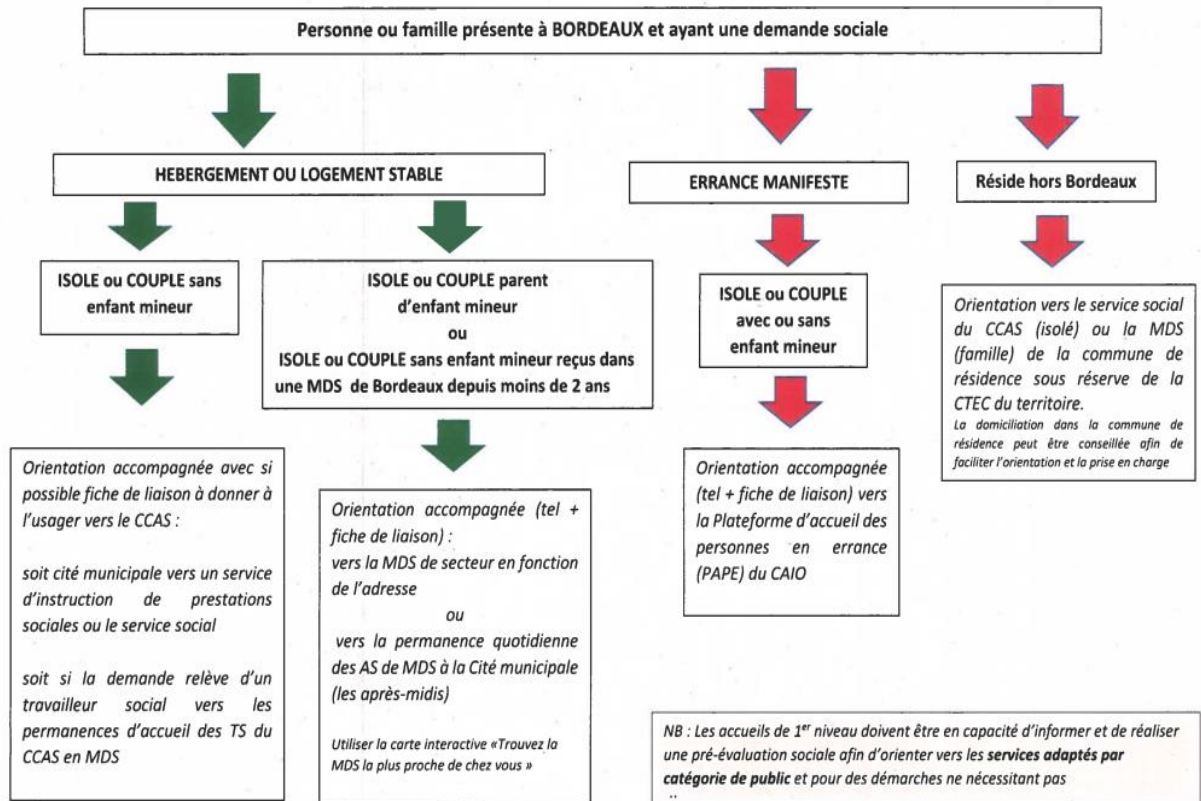 Personne ou famille présente à BORDEAUX et ayant une demande sociale
HEBERGEMENT OU LOGEMENT STABLE
ERRANCE MANIFESTE
Réside hors Bordeaux
ISOLE ou COUPLE sans
enfant mineur
ISOLE ou COUPLE parent
d'enfant mineur
ou
ISOLE ou COUPLE sans enfant mineur reçus dans
une MDS de Bordeaux depuis moins de 2 ans
ISOLE ou COUPLE
avec ou sans
enfant mineur
Orientation vers le service social
du CCAS (isolé) ou la MDS
(famille) de la commune de
résidence sous réserve de la
CTEC du territoire.
La domiciliation dans la commune de
résidence peut être conseillée afin de
faciliter l'orientation et la prise en charge
Orientation accompagnée avec si
possible fiche de liaison à donner à
l'usager vers le CCAS :
soit cité municipale vers un service
d'instruction de prestations
sociales ou le service social
soit si la demande relève d'un
travailleur social vers les
permanences d'accueil des TS du
CCAS en MDS
Orientation accompagnée (tel +
fiche de liaison) :
vers la MDS de secteur en fonction
de l'adresse
ou
vers la permanence quotidienne
des AS de MDS à la Cité municipale
(les après-midis)
Utiliser la carte interactive «Trouvez la
MDS la plus proche de chez vous »
Orientation accompagnée
(tel + fiche de liaison) vers
la Plateforme d'accueil des
personnes en errance
(PAPE) du CAIO
NB : Les accueils de 1er niveau doivent être en capacité d'informer et de réaliser
une pré-évaluation sociale afin d'orienter vers les services adaptés par
catégorie de public et pour des démarches ne nécessitant pas